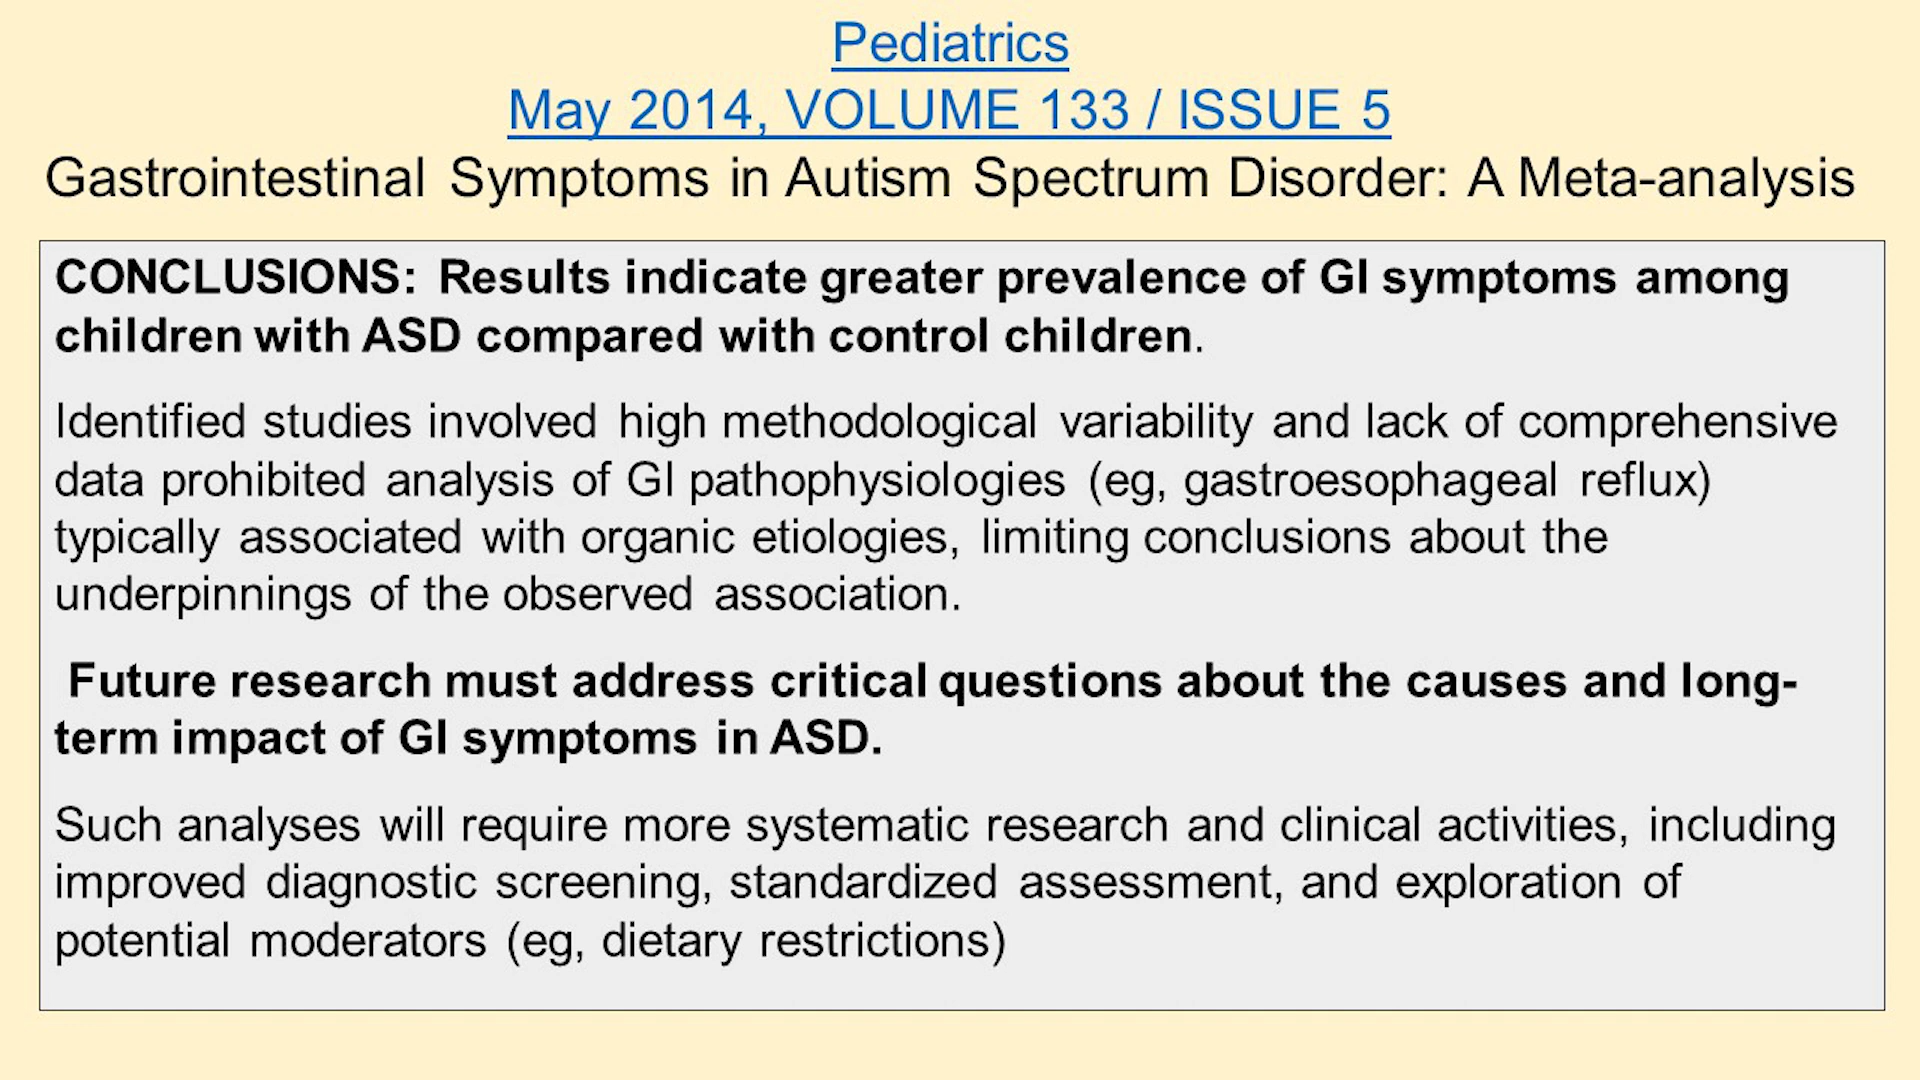 Pediatrics
May 2014, VOLUME 133 / ISSUE 5
Gastrointestinal Symptoms in Autism Spectrum Disorder: A Meta-analysis
CONCLUSIONS: Results indicate greater prevalence of GI symptoms among
children with ASD compared with control children.
Identified studies involved high methodological variability and lack of comprehensive
data prohibited analysis of GI pathophysiologies (eg, gastroesophageal reflux)
typically associated with organic etiologies, limiting conclusions about the
underpinnings of the observed association.
Future research must address critical questions about the causes and long-
term impact of GI symptoms in ASD.
Such analyses will require more systematic research and clinical activities, including
improved diagnostic screening, standardized assessment, and exploration of
potential moderators (eg, dietary restrictions)